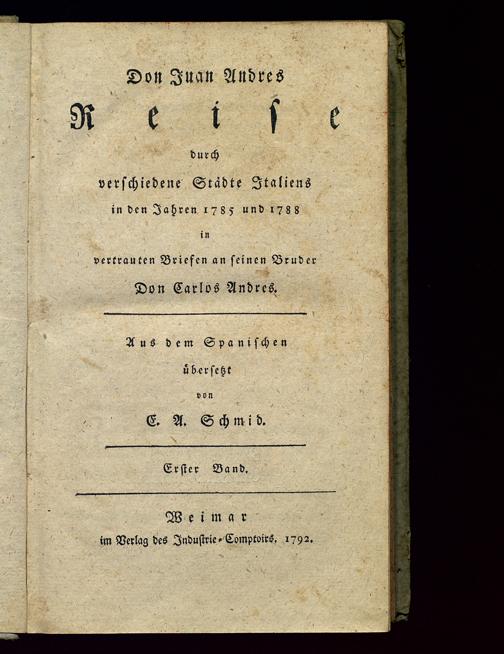 Don Juan Andres
Reiſe
durch
verſchiedene Städte Italiens
in den Jahren 1785 und 1788
in
vertrauten Briefen an ſeinen Bruder
Don Carlos Andres.
Aus dem Spaniſchen
überſetzt
von
E. A. Schmid.
Erſter Band.
Weimar
im Verlag des Induſtrie-Comptoirs, 1792.